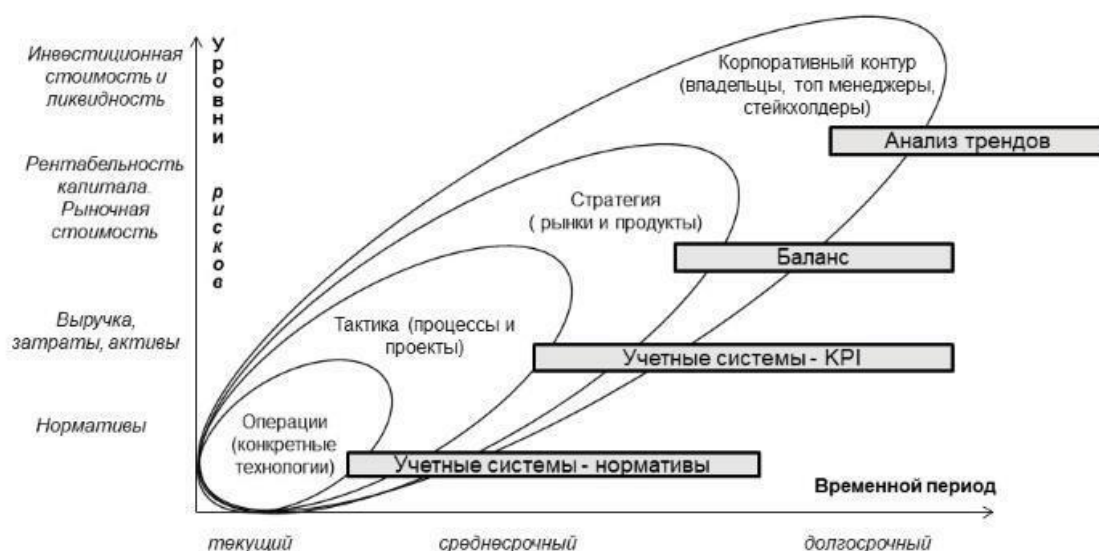 Инвестиционная
стоимость и
ликвидность
Рентабельность
капитала.
Рыночная
стоимость
Выручка,
затраты, активы
Нормативы
Уровни
рисков
Корпоративный контур
(владельцы, топ менеджеры,
стейкхолдеры)
Анализ трендов
Стратегия
( рынки и продукты)
Баланс
Тактика (процессы и
проекты)
Учетные системы - KPI
Операции
(конкретные
технологии)
Учетные системы - нормативы
Временной период
текущий
среднесрочный
долгосрочный